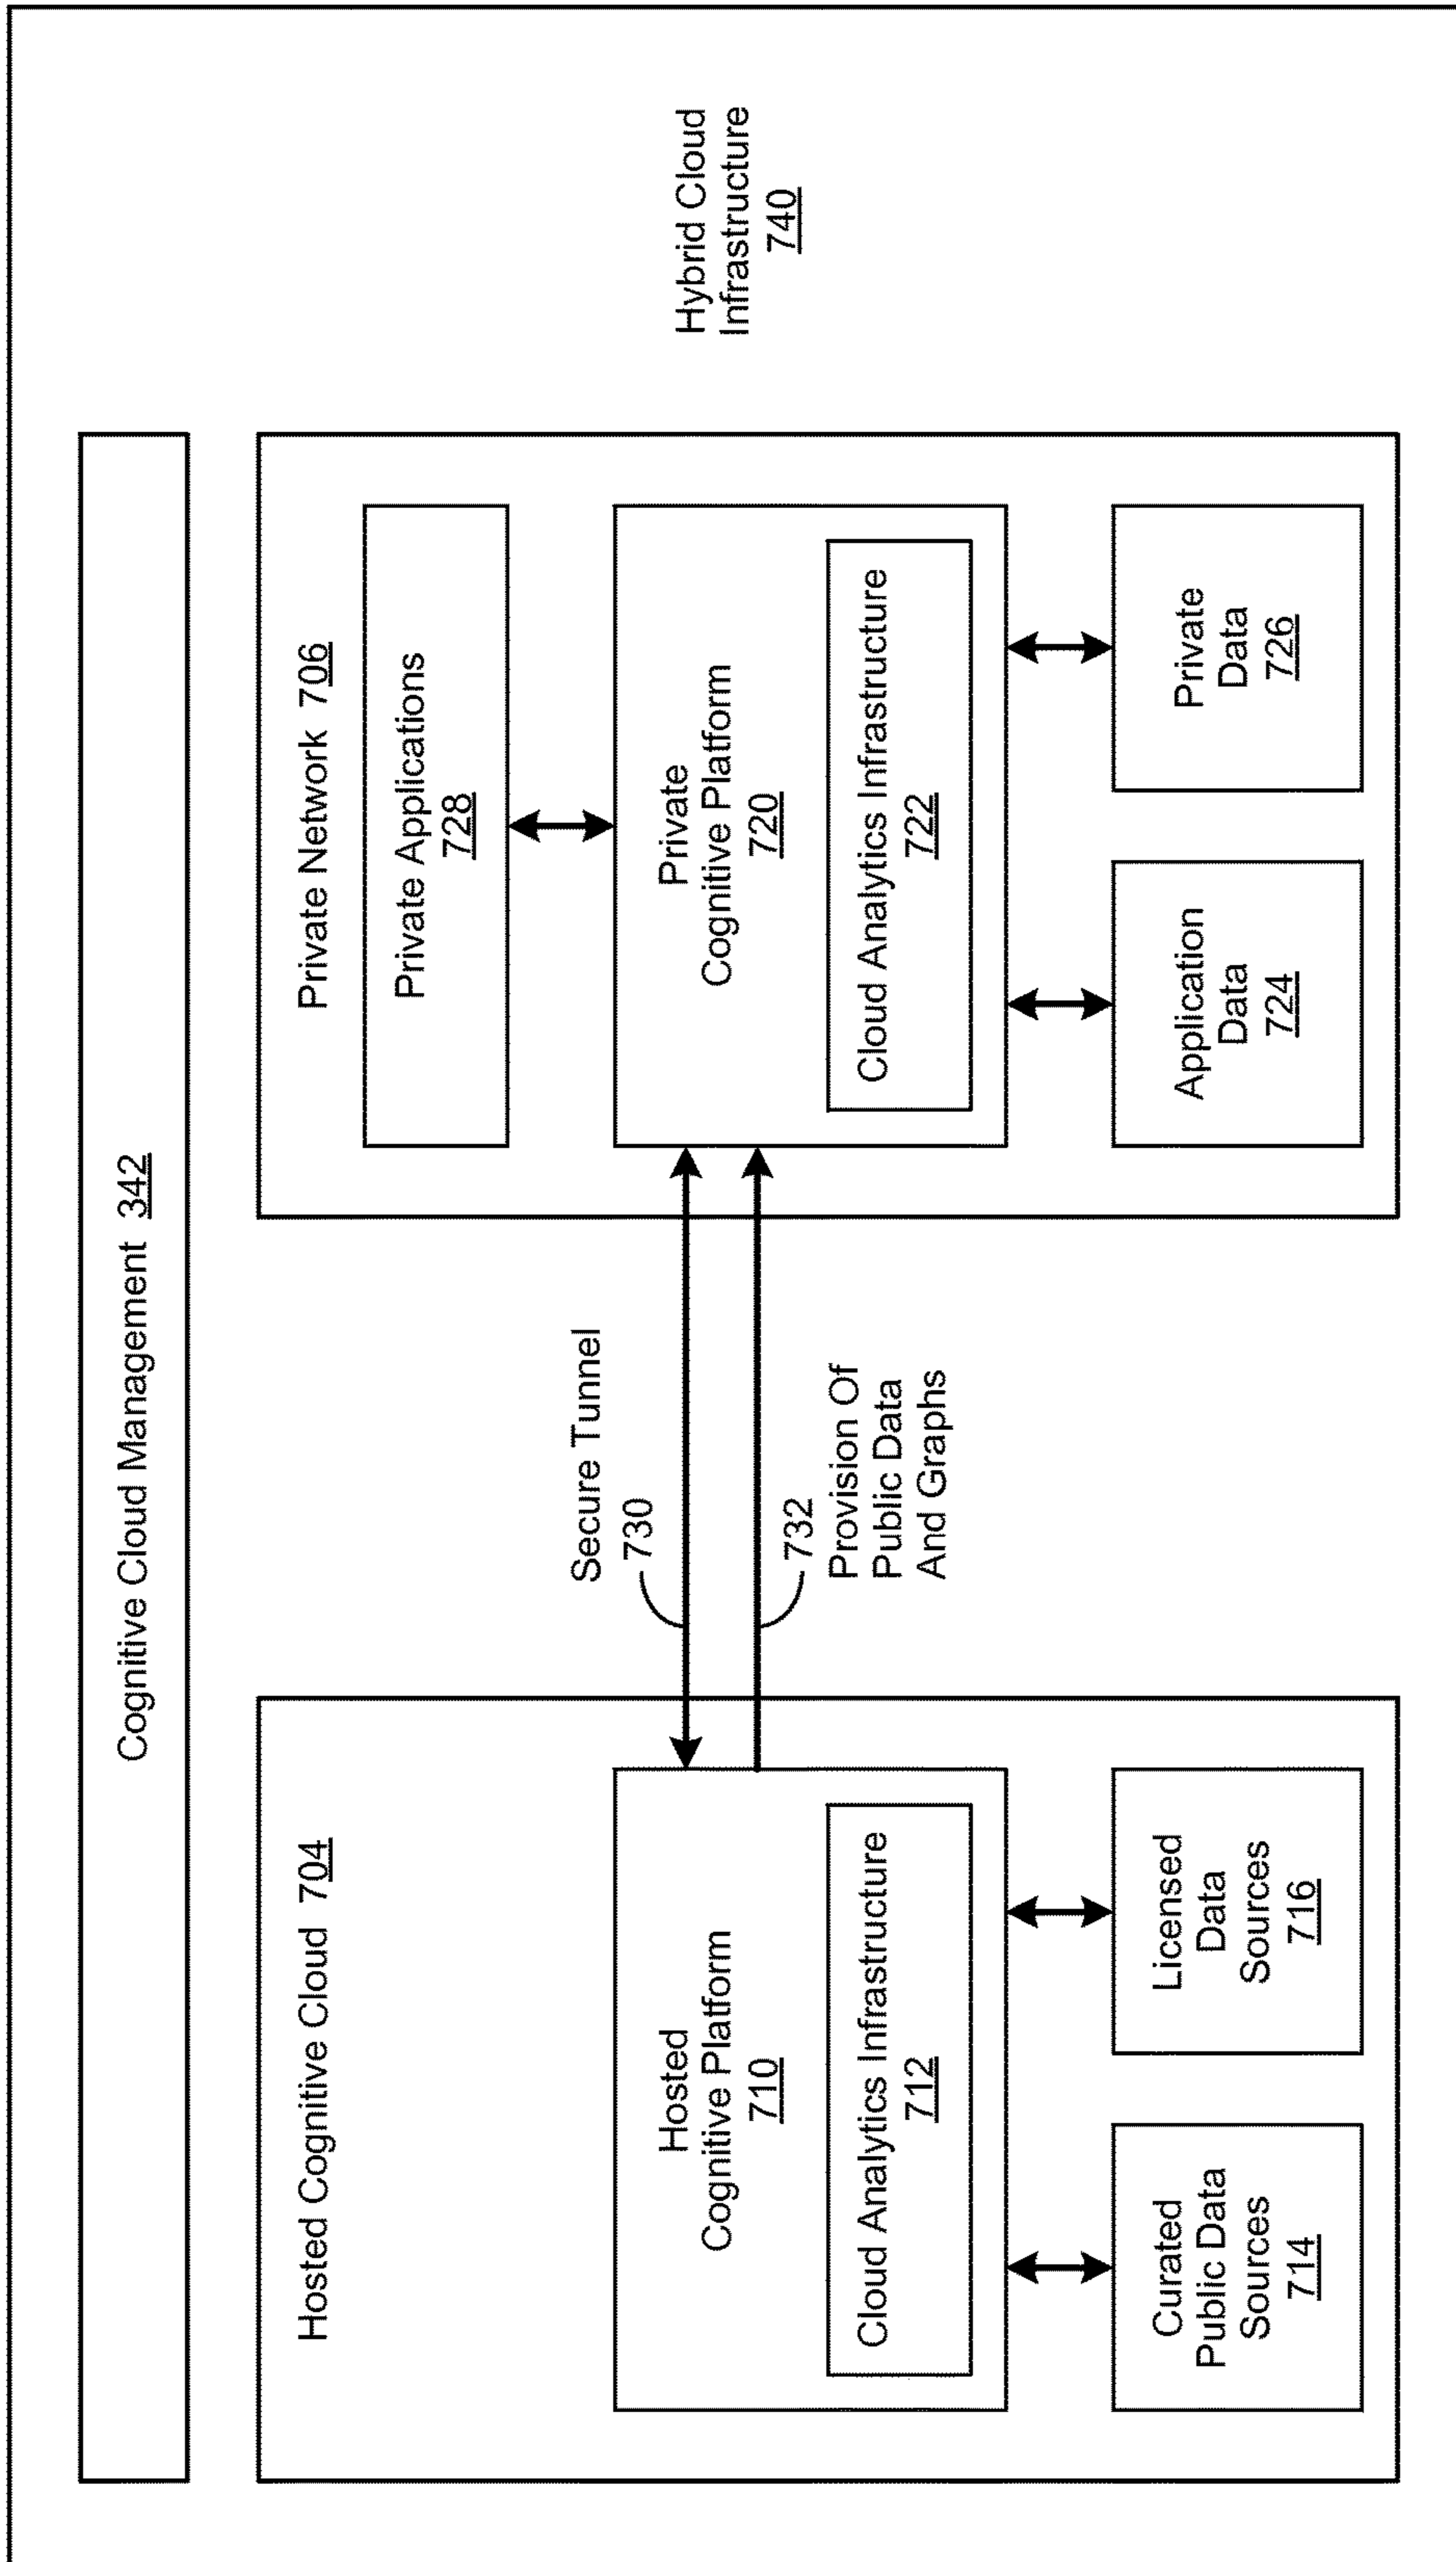 Cognitive Cloud Management 342
Hosted Cognitive Cloud 704
Hosted
Cognitive Platform
710
Cloud Analytics Infrastructure
712
Curated
Public Data
Sources
714
Licensed
Data
Sources
716
Secure Tunnel
730
732
Provision Of
Public Data
And Graphs
Private Network 706
Private Applications
728
Private
Cognitive Platform
720
Cloud Analytics Infrastructure
722
Application
Data
724
Private
Data
726
Hybrid Cloud
Infrastructure
740